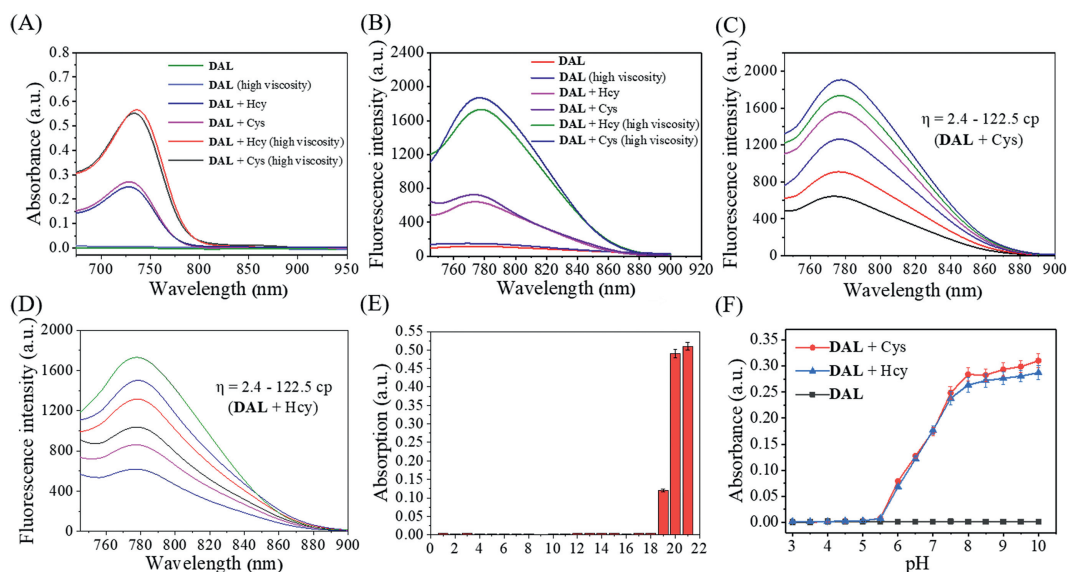 (A)
Absorbance (a.u.)
0.8
0.7
0.6
0.5
0.4
0.3
0.2
0.1
0.0
DAL
DAL (high viscosity)
DAL + Hcy
DAL + Cys
DAL + Hcy (high viscosity)
DAL + Cys (high viscosity)
700 750 800 850 900 950
Wavelength (nm)
(B)
Fluorescence intensity (a.u.)
2400
2000
1600
1200
800
400
0
DAL
DAL (high viscosity)
DAL + Hcy
DAL + Cys
DAL + Hcy (high viscosity)
DAL + Cys (high viscosity)
760 780 800 820 840 860 880 900 920
Wavelength (nm)
(C)
Fluorescence intensity (a.u.)
2000
1600
1200
800
400
0
η = 2.4 - 122.5 cp
(DAL + Cys)
760 780 800 820 840 860 880 900
Wavelength (nm)
(D)
Fluorescence intensity (a.u.)
2000
1600
1200
800
400
0
η = 2.4 - 122.5 cp
(DAL + Hcy)
760 780 800 820 840 860 880 900
Wavelength (nm)
(E)
Absorption (a.u.)
0.55
0.50
0.45
0.40
0.35
0.30
0.25
0.20
0.15
0.10
0.05
0.00
0 2 4 6 8 10 12 14 16 18 20 22
(F)
Absorbance (a.u.)
0.35
0.30
0.25
0.20
0.15
0.10
0.05
0.00
DAL + Cys
DAL + Hcy
DAL
3 4 5 6 7 8 9 10
pH